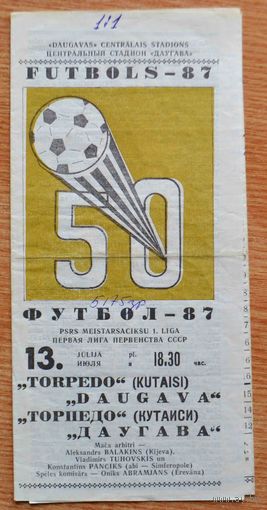 1:1
«DAUGAVAS» CENTRĀLAIS STADIONS
ЦЕНТРАЛЬНЫЙ СТАДИОН «ДАУГАВА»
FUTBOLS-87
50
ФУТБОЛ-87
PSRS MEISTARSACĪKŠU 1. LĪGA
ПЕРВАЯ ЛИГА ПЕРВЕНСТВА СССР
13. JŪLIJĀ ИЮЛЯ pl. в 18.30 час.
„TORPEDO“ (KUTAISI)
„DAUGAVA“
„ТОРПЕДО“ (КУТАИСИ)
„ДАУГАВА“
Mača arbitri —
Aleksandrs BALAKINS (Kijeva),
Vladimirs TUHOVSKIS un
Konstantīns PANČIKS (abi — Simferopole)
Spēles komisārs — Oniks ABRAMJANS (Erevāna)